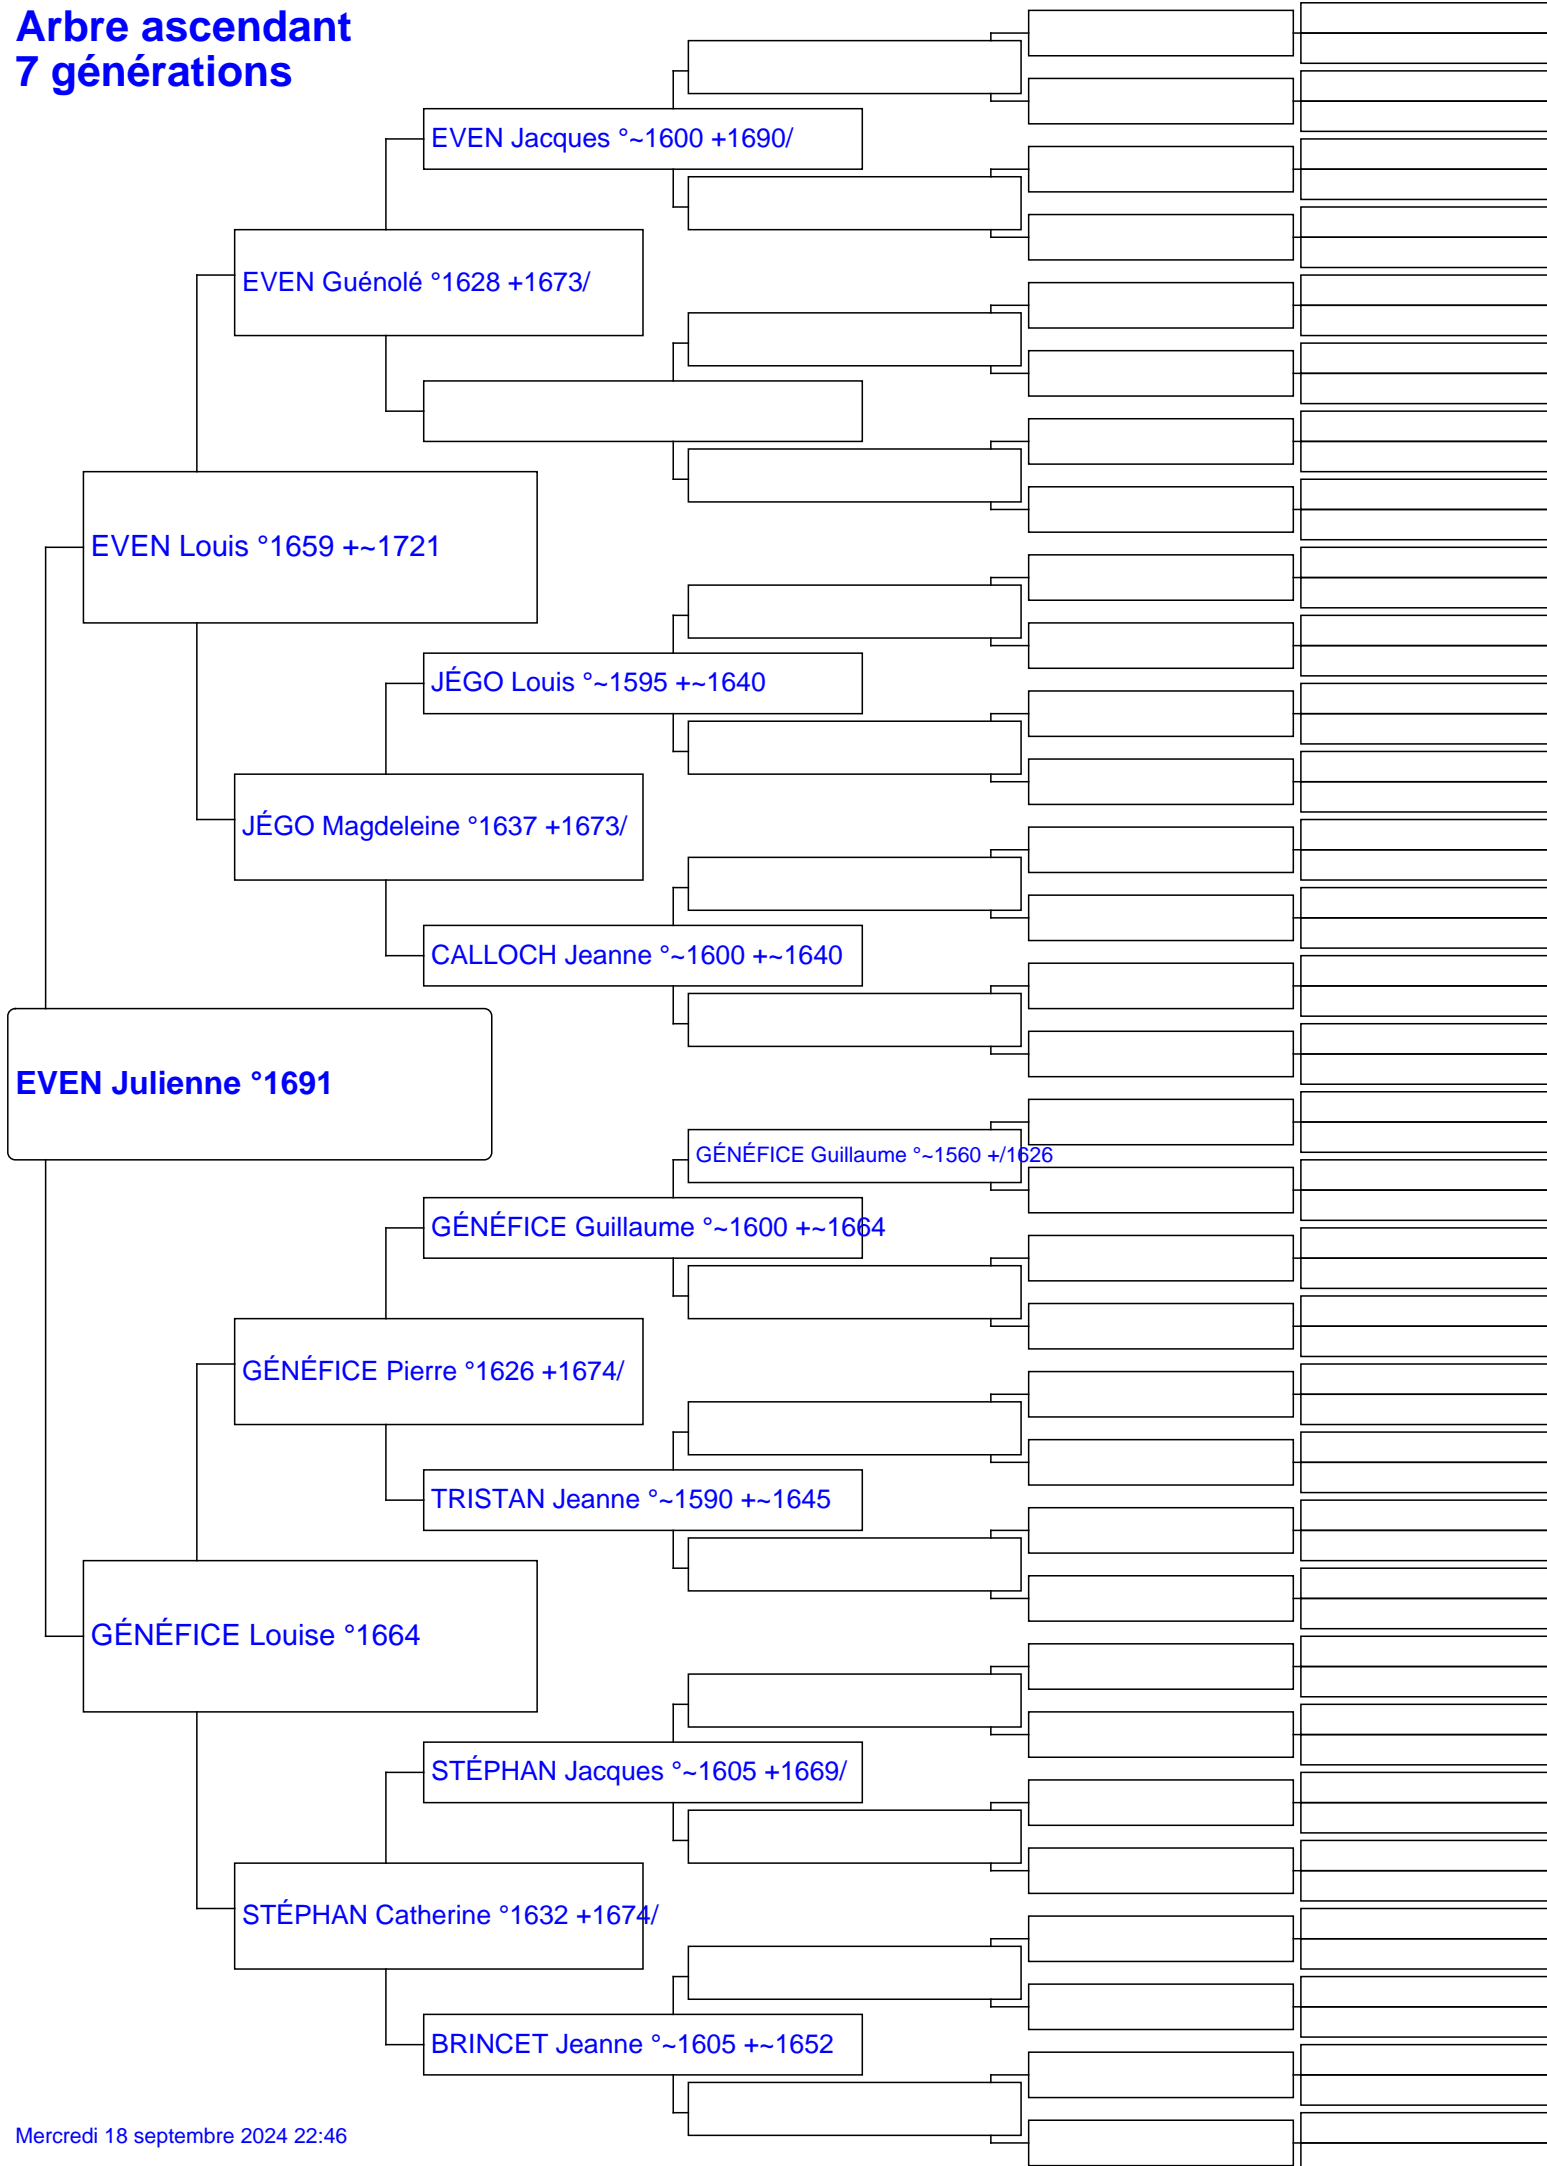 Arbre ascendant
7 générations
EVEN Jacques °~1600 +1690/
EVEN Guénolé °1628 +1673/
EVEN Louis °1659 +~1721
JÉGO Louis °~1595 +~1640
JÉGO Magdeleine °1637 +1673/
CALLOCH Jeanne °~1600 +~1640
EVEN Julienne °1691
GÉNÉFICE Guillaume °~1560 +/1626
GÉNÉFICE Guillaume °~1600 +~1664
GÉNÉFICE Pierre °1626 +1674/
TRISTAN Jeanne °~1590 +~1645
GÉNÉFICE Louise °1664
STÉPHAN Jacques °~1605 +1669/
STÉPHAN Catherine °1632 +1674/
BRINCET Jeanne °~1605 +~1652
Mercredi 18 septembre 2024 22:46